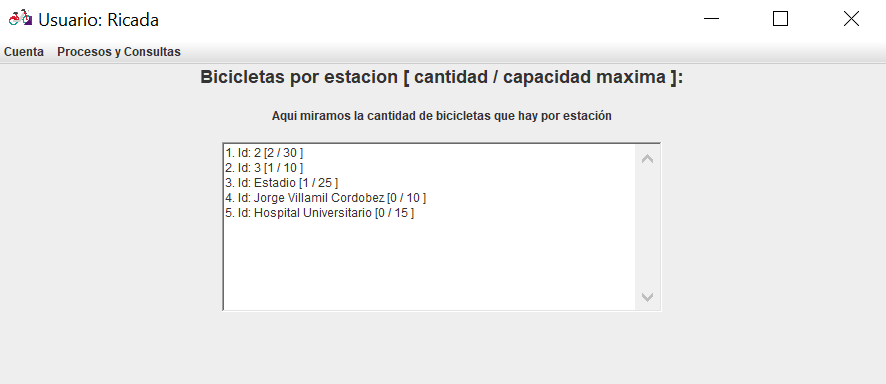 Usuario: Ricada
Cuenta Procesos y Consultas
Bicicletas por estacion [ cantidad / capacidad maxima ]:
Aqui miramos la cantidad de bicicletas que hay por estación
1. Id: 2 [2 / 30 ]
2. Id: 3 [1 / 10 ]
3. Id: Estadio [1 / 25 ]
4. Id: Jorge Villamil Cordobez [0 / 10 ]
5. Id: Hospital Universitario [0 / 15 ]